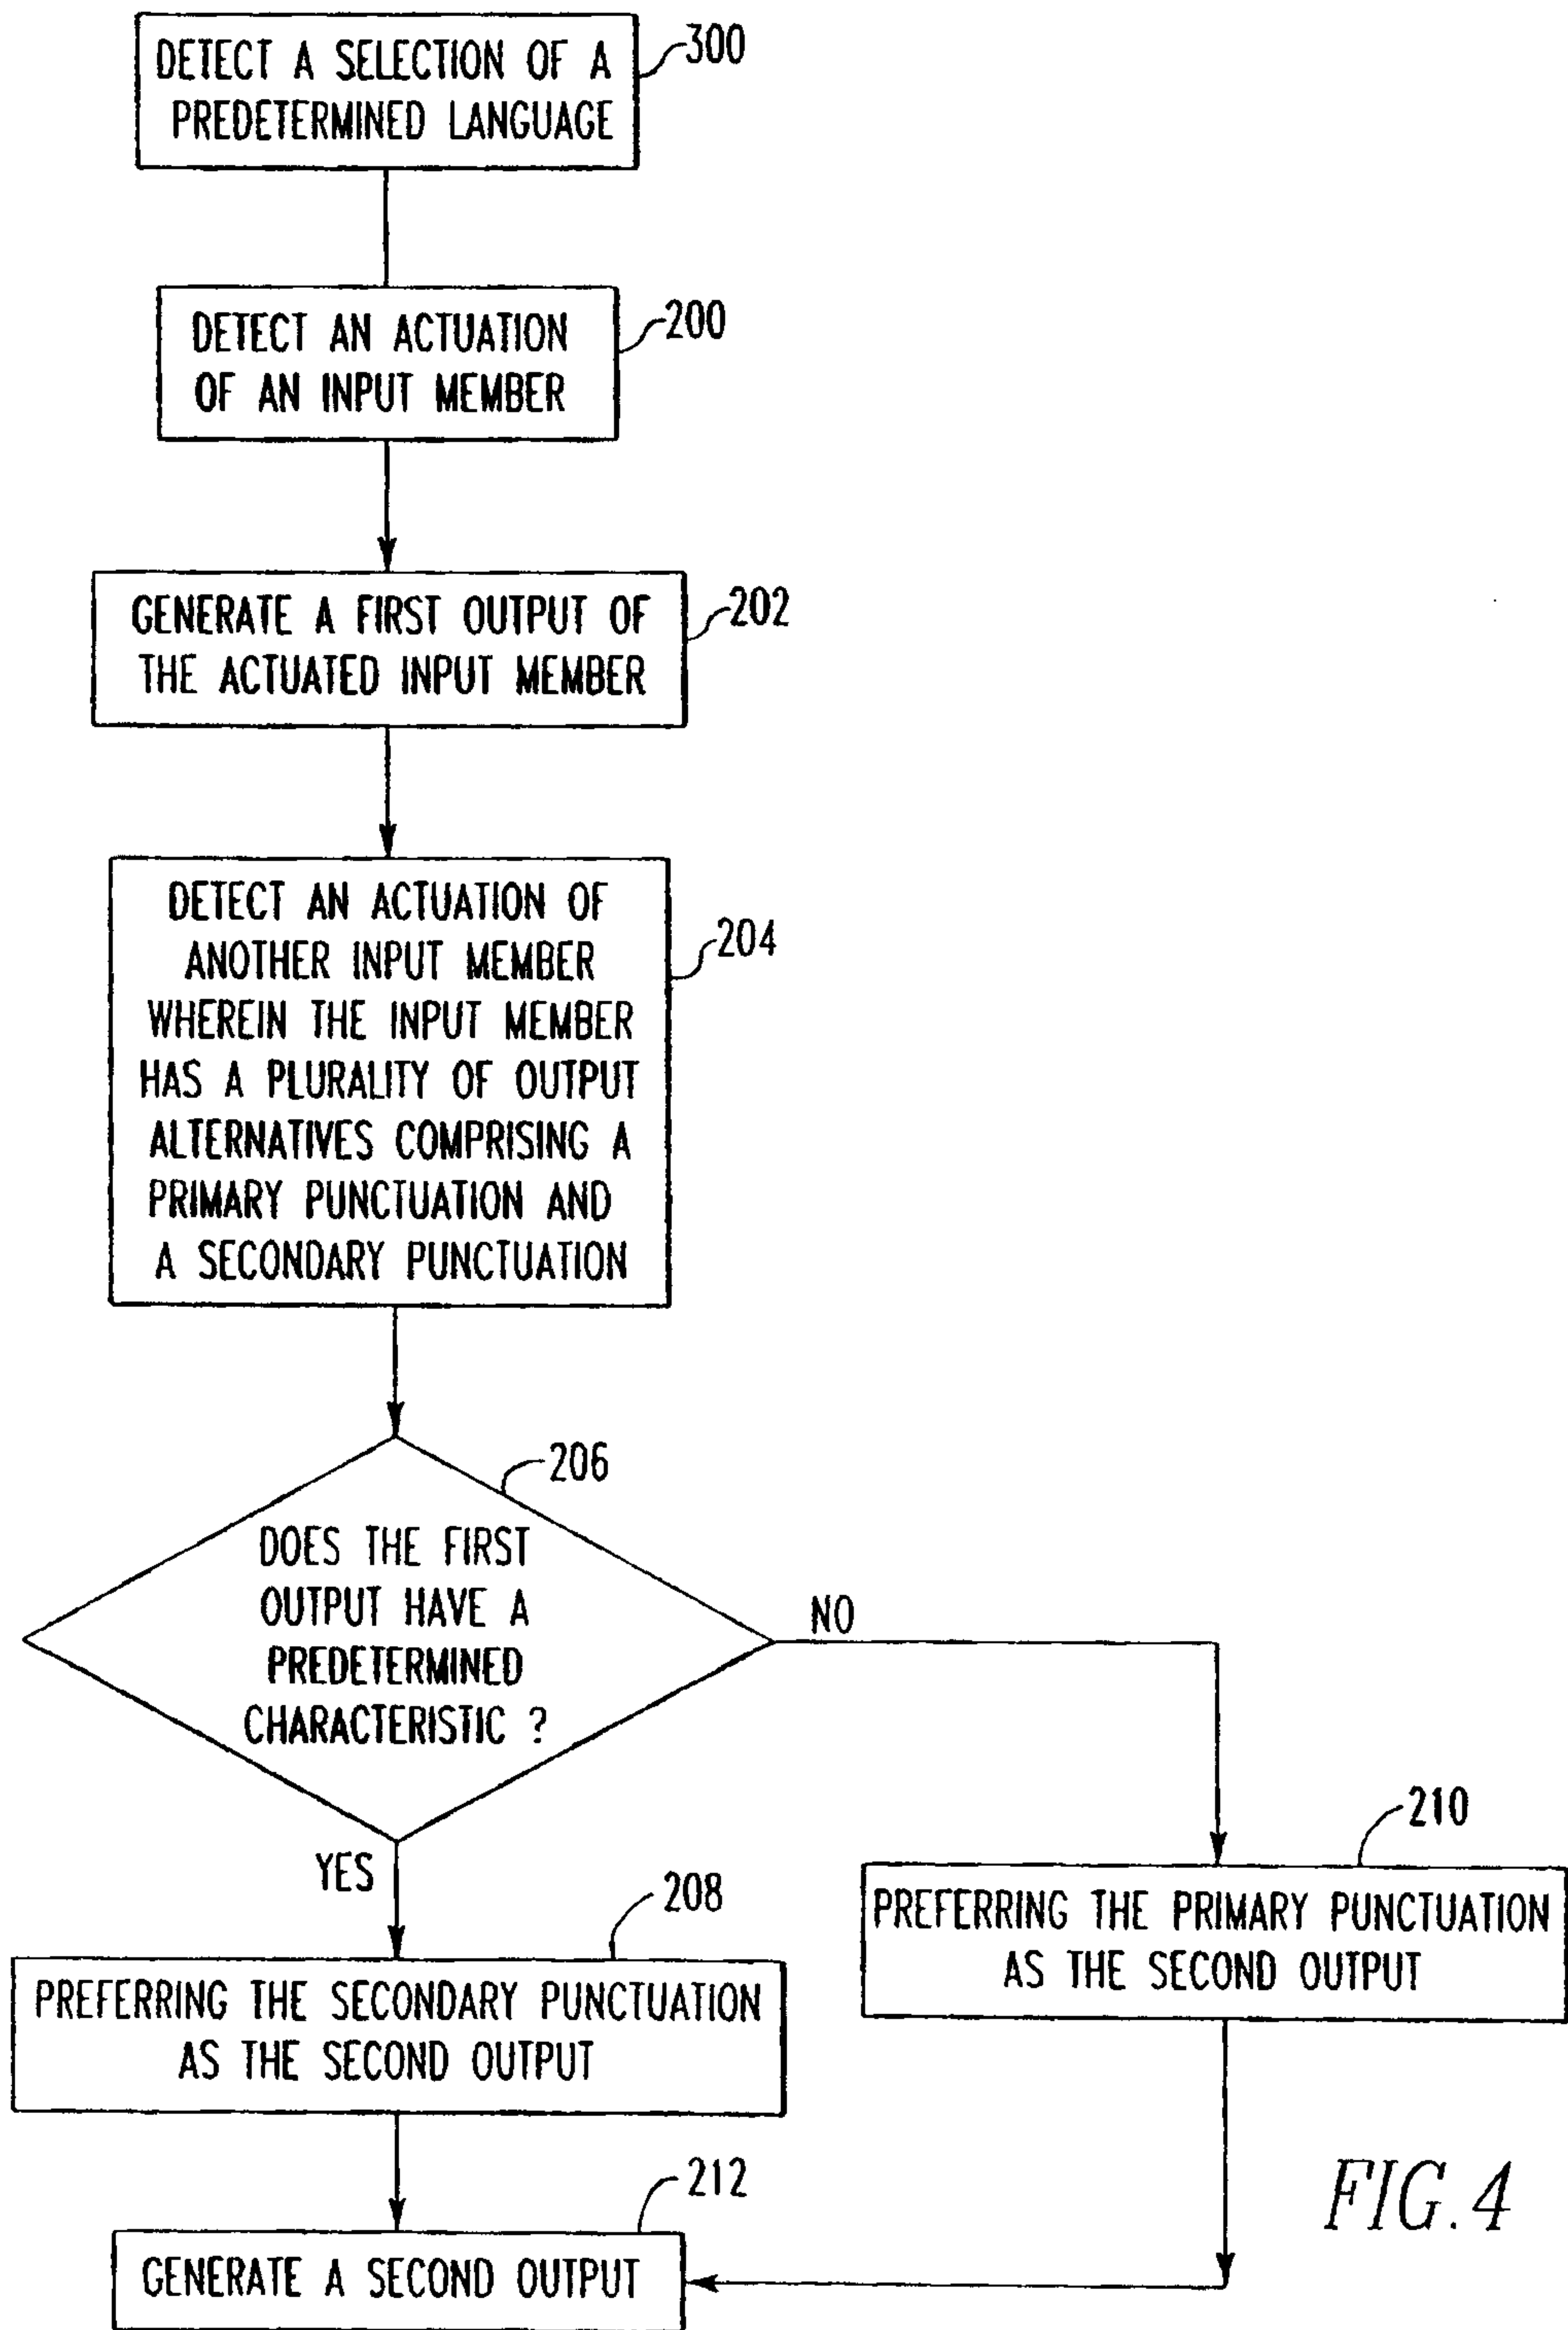 DETECT A SELECTION OF A
PREDETERMINED LANGUAGE
300
DETECT AN ACTUATION
OF AN INPUT MEMBER
200
GENERATE A FIRST OUTPUT OF
THE ACTUATED INPUT MEMBER
202
DETECT AN ACTUATION OF
ANOTHER INPUT MEMBER
WHEREIN THE INPUT MEMBER
HAS A PLURALITY OF OUTPUT
ALTERNATIVES COMPRISING A
PRIMARY PUNCTUATION AND
A SECONDARY PUNCTUATION
204
206
DOES THE FIRST
OUTPUT HAVE A
PREDETERMINED
CHARACTERISTIC ?
NO
YES
208
PREFERRING THE SECONDARY PUNCTUATION
AS THE SECOND OUTPUT
210
PREFERRING THE PRIMARY PUNCTUATION
AS THE SECOND OUTPUT
212
GENERATE A SECOND OUTPUT
FIG. 4